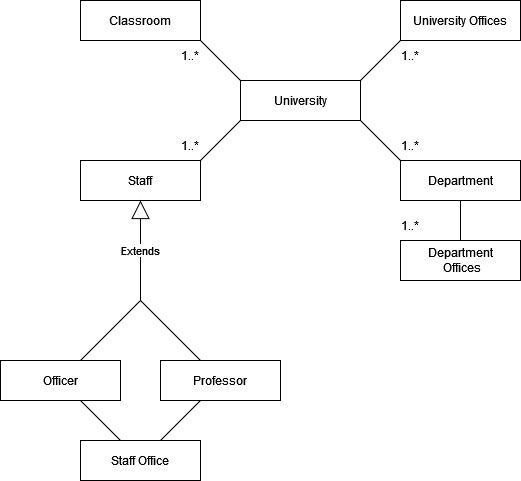 Classroom
University Offices
1..*
1..*
University
1..*
1..*
Staff
Department
1..*
Extends
Department
Offices
Officer
Professor
Staff Office